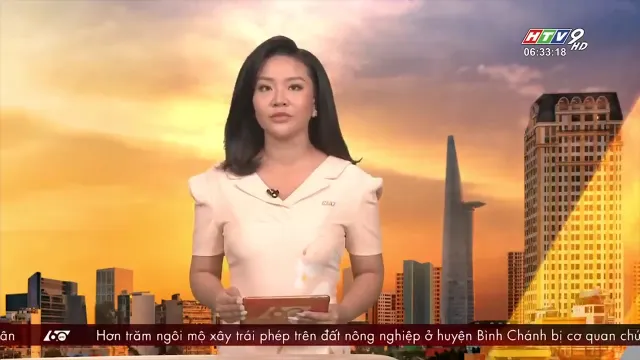 HTV9
HD
06:33:18
ân 60 Hơn trăm ngôi mộ xây trái phép trên đất nông nghiệp ở huyện Bình Chánh bị cơ quan chứ